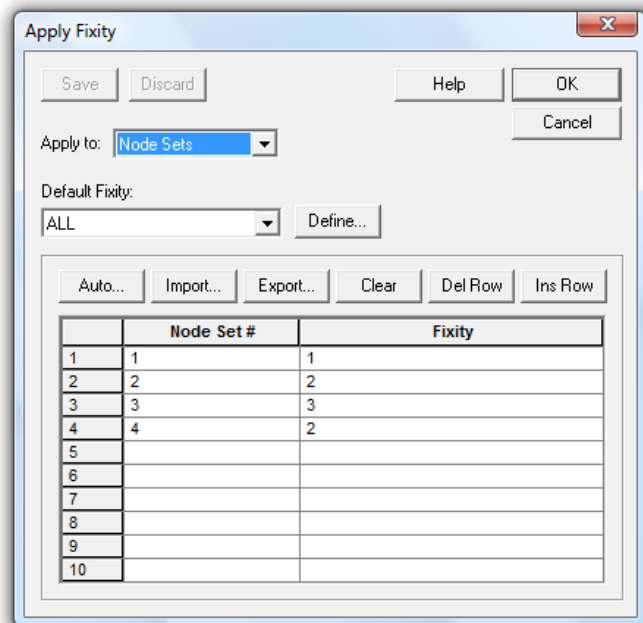 Apply Fixity
Save Discard Help OK
Cancel
Apply to: Node Sets
Default Fixity:
ALL Define...
Auto... Import... Export... Clear Del Row Ins Row
Node Set # Fixity
1 1 1
2 2 2
3 3 3
4 4 2
5
6
7
8
9
10